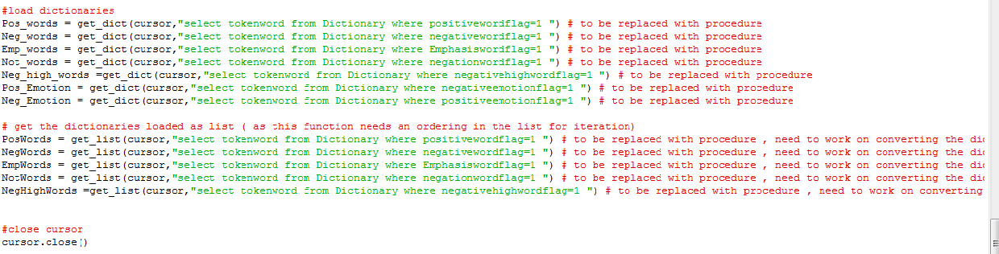 #load dictionaries
Pos_words = get_dict(cursor,"select tokenword from Dictionary where positivewordflag=1 ") # to be replaced with procedure
Neg_words = get_dict(cursor,"select tokenword from Dictionary where negativewordflag=1 ") # to be replaced with procedure
Emp_words = get_dict(cursor,"select tokenword from Dictionary where Emphasiswordflag=1 ") # to be replaced with procedure
Not_words = get_dict(cursor,"select tokenword from Dictionary where negationwordflag=1 ") # to be replaced with procedure
Neg_high_words =get_dict(cursor,"select tokenword from Dictionary where negativehighwordflag=1 ") # to be replaced with procedure
Pos_Emotion = get_dict(cursor,"select tokenword from Dictionary where negativeemotionflag=1 ") # to be replaced with procedure
Neg_Emotion = get_dict(cursor,"select tokenword from Dictionary where positiveemotionflag=1 ") # to be replaced with procedure
# get the dictionaries loaded as list ( as this function needs an ordering in the list for iteration)
PosWords = get_list(cursor,"select tokenword from Dictionary where positivewordflag=1 ") # to be replaced with procedure , need to work on converting the dic
NegWords = get_list(cursor,"select tokenword from Dictionary where negativewordflag=1 ") # to be replaced with procedure , need to work on converting the dic
EmpWords = get_list(cursor,"select tokenword from Dictionary where Emphasiswordflag=1 ") # to be replaced with procedure , need to work on converting the dic
NotWords = get_list(cursor,"select tokenword from Dictionary where negationwordflag=1 ") # to be replaced with procedure , need to work on converting the dic
NegHighWords =get_list(cursor,"select tokenword from Dictionary where negativehighwordflag=1 ") # to be replaced with procedure , need to work on converting
#close cursor
cursor.close()